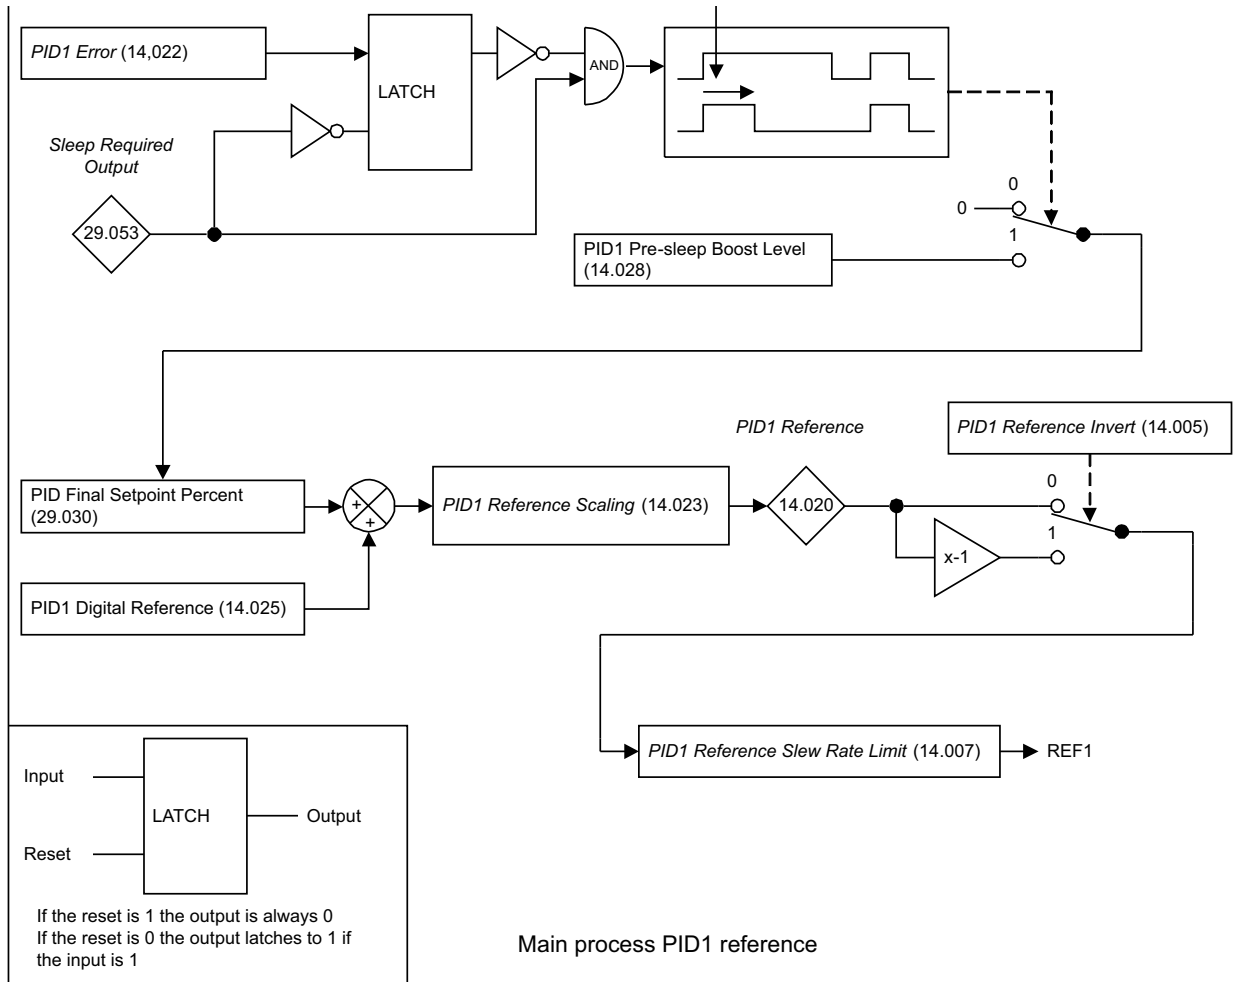 PID1 Error (14,022)
LATCH
AND
Sleep Required
Output
29.053
0
0
1
PID1 Pre-sleep Boost Level
(14.028)
PID1 Reference
PID1 Reference Invert (14.005)
PID Final Setpoint Percent
(29.030)
+
+
PID1 Reference Scaling (14.023)
14.020
0
1
x-1
PID1 Digital Reference (14.025)
PID1 Reference Slew Rate Limit (14.007)
REF1
Input
LATCH
Output
Reset
If the reset is 1 the output is always 0
If the reset is 0 the output latches to 1 if
the input is 1
Main process PID1 reference